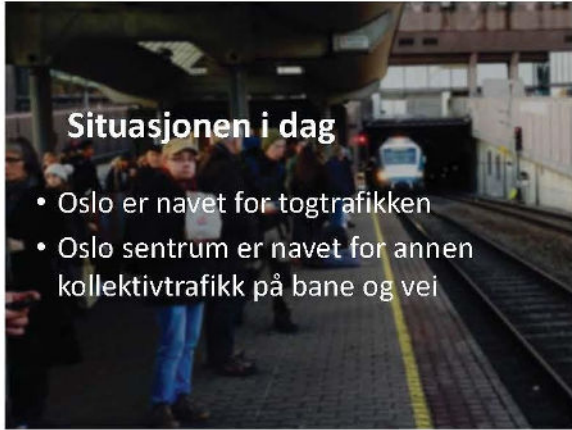 Situasjonen i dag
• Oslo er navet for togtrafikken
• Oslo sentrum er navet for annen
kollektivtrafikk på bane og vei